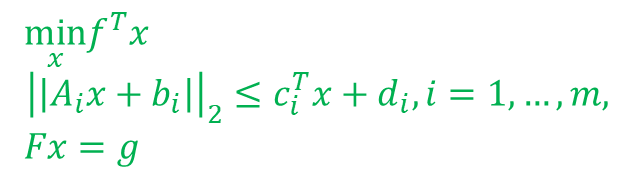 min_x f^T x
||A_i x + b_i||_2 ≤ c_i^T x + d_i, i = 1, …, m,
Fx = g